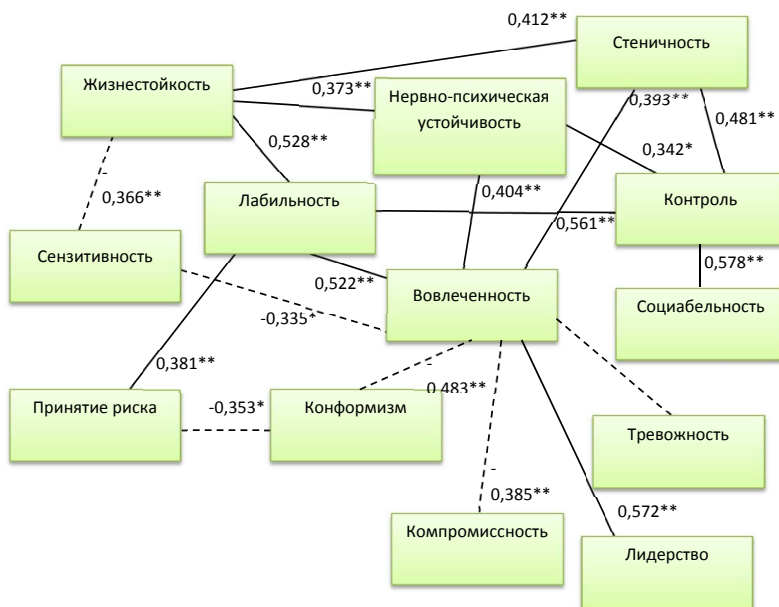 0,412**
Стеничность
Жизнестойкость
0,373**
Нервно-психическая
устойчивость
0,393**
0,481**
0,528**
0,342*
-
0,366**
Лабильность
0,404**
Контроль
0,561**
Сензитивность
0,522**
Вовлеченность
0,578**
Социабельность
-0,335*
0,381**
-
0,483**
Принятие риска
-0,353*
Конформизм
Тревожность
-
0,385**
0,572**
Компромиссность
Лидерство